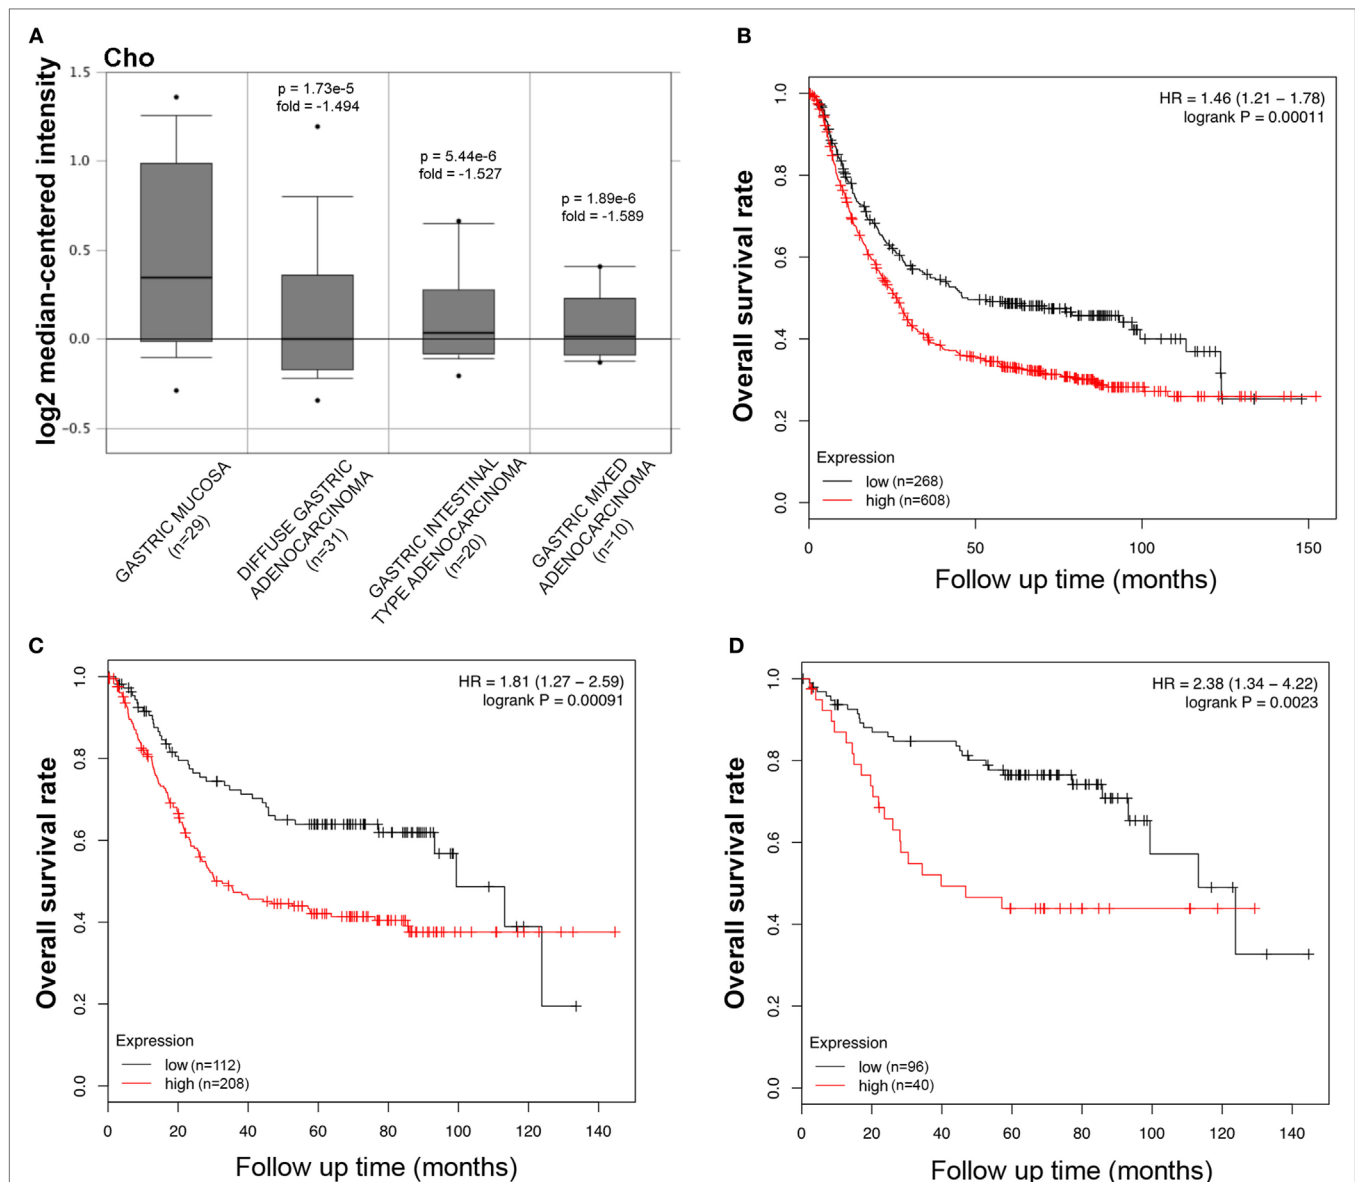 A
Cho
log2 median-centered intensity
1.5
1.0
0.5
0.0
−0.5
p = 1.73e-5
fold = -1.494
p = 5.44e-6
fold = -1.527
p = 1.89e-6
fold = -1.589
GASTRIC MUCOSA
(n=29)
DIFFUSE GASTRIC
ADENOCARCINOMA
(n=31)
GASTRIC INTESTINAL
TYPE ADENOCARCINOMA
(n=20)
GASTRIC MIXED
ADENOCARCINOMA
(n=10)
B
Overall survival rate
1.0
0.8
0.6
0.4
0.2
0.0
HR = 1.46 (1.21 − 1.78)
logrank P = 0.00011
Expression
low (n=268)
high (n=608)
0 50 100 150
Follow up time (months)
C
Overall survival rate
1.0
0.8
0.6
0.4
0.2
0.0
HR = 1.81 (1.27 − 2.59)
logrank P = 0.00091
Expression
low (n=112)
high (n=208)
0 20 40 60 80 100 120 140
Follow up time (months)
D
Overall survival rate
1.0
0.8
0.6
0.4
0.2
0.0
HR = 2.38 (1.34 − 4.22)
logrank P = 0.0023
Expression
low (n=96)
high (n=40)
0 20 40 60 80 100 120 140
Follow up time (months)